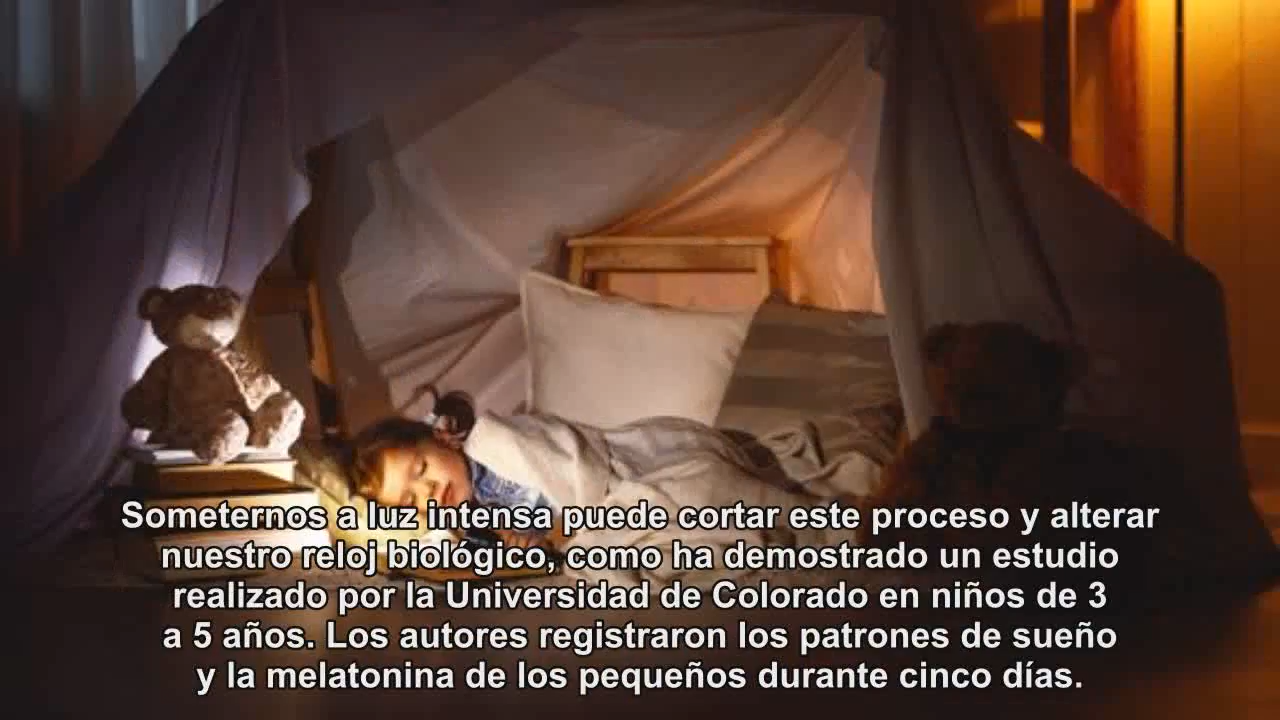 Someternos a luz intensa puede cortar este proceso y alterar
nuestro reloj biológico, como ha demostrado un estudio
realizado por la Universidad de Colorado en niños de 3
a 5 años. Los autores registraron los patrones de sueño
y la melatonina de los pequeños durante cinco días.